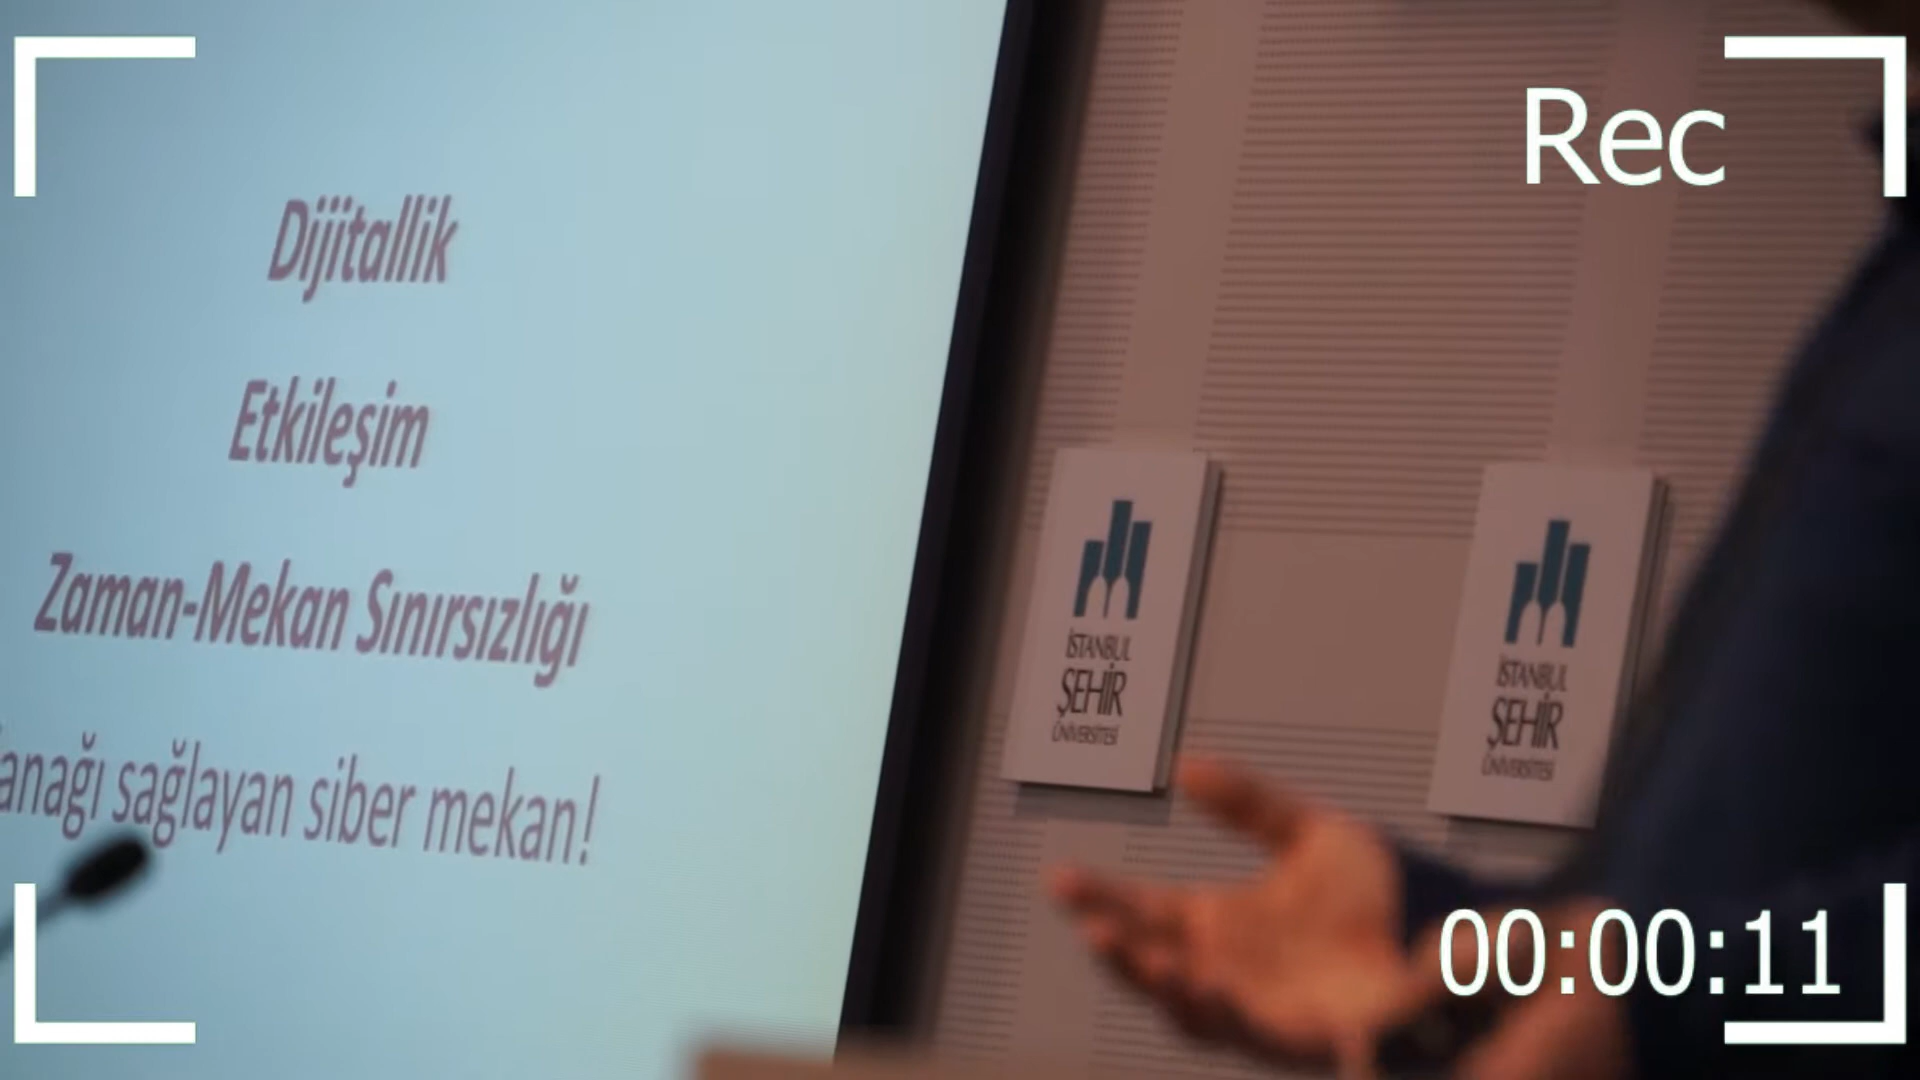 Rec
Dijitallik
Etkileşim
Zaman-Mekan Sınırsızlığı
sağlayan siber mekan!
İSTANBUL
ŞEHİR
ÜNİVERSİTESİ
İSTANBUL
ŞEHİR
ÜNİVERSİTESİ
00:00:11